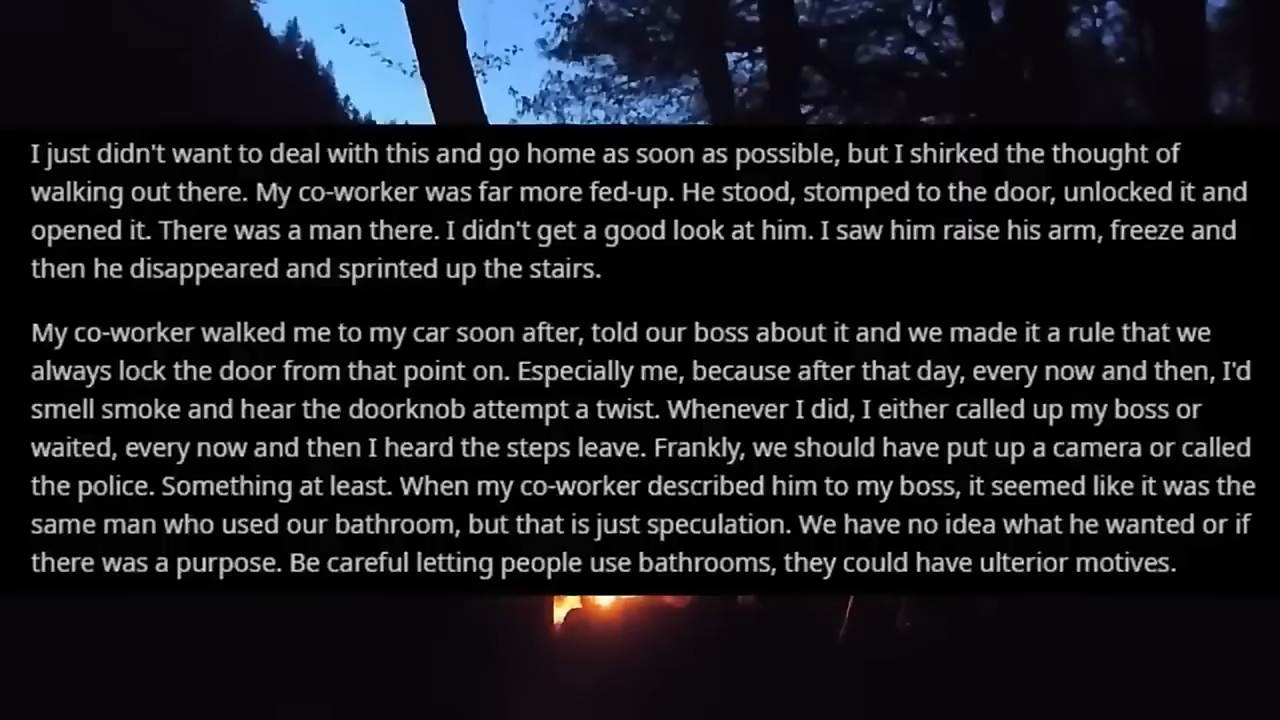 I just didn't want to deal with this and go home as soon as possible, but I shirked the thought of
walking out there. My co-worker was far more fed-up. He stood, stomped to the door, unlocked it and
opened it. There was a man there. I didn't get a good look at him. I saw him raise his arm, freeze and
then he disappeared and sprinted up the stairs.
My co-worker walked me to my car soon after, told our boss about it and we made it a rule that we
always lock the door from that point on. Especially me, because after that day, every now and then, I'd
smell smoke and hear the doorknob attempt a twist. Whenever I did, I either called up my boss or
waited, every now and then I heard the steps leave. Frankly, we should have put up a camera or called
the police. Something at least. When my co-worker described him to my boss, it seemed like it was the
same man who used our bathroom, but that is just speculation. We have no idea what he wanted or if
there was a purpose. Be careful letting people use bathrooms, they could have ulterior motives.